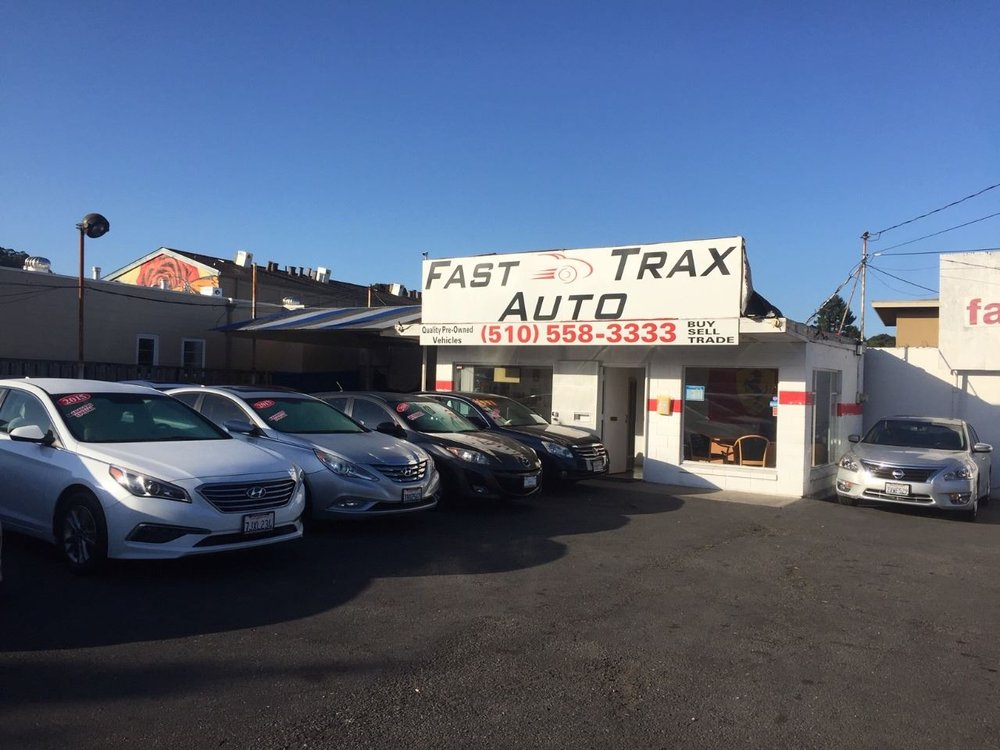 FAST TRAX
AUTO
Quality Pre-Owned
Vehicles
(510) 558-3333
BUY
SELL
TRADE
fa
2015